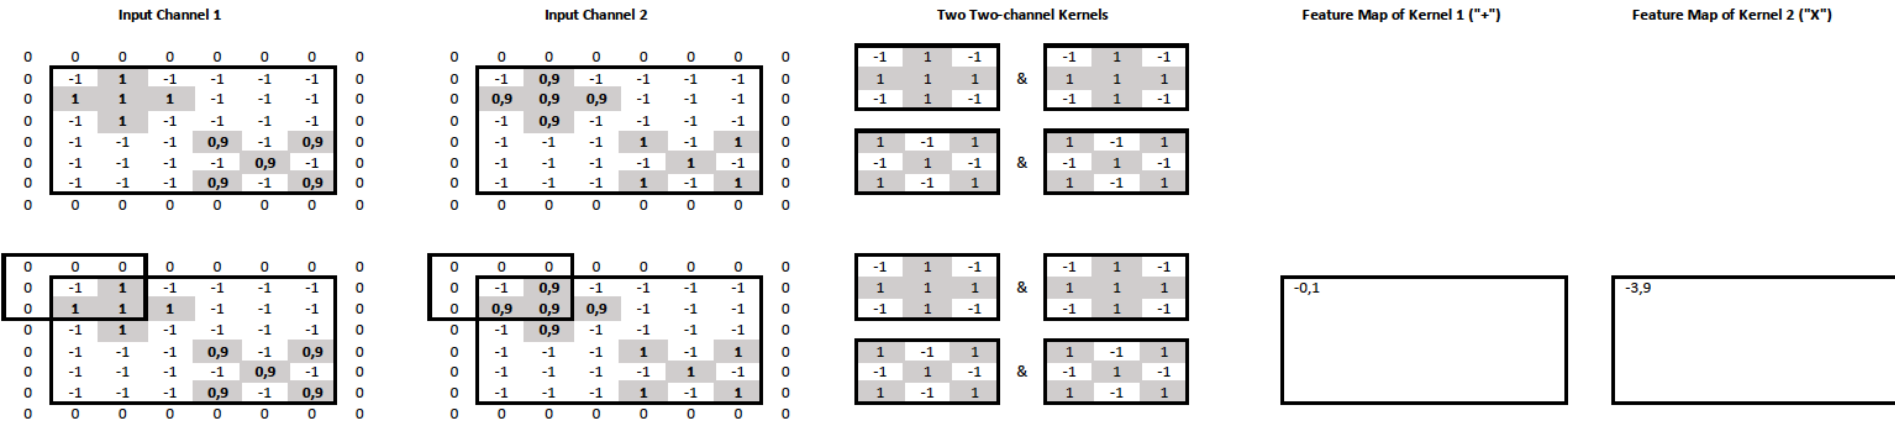 Input Channel 1 Input Channel 2 Two Two-channel Kernels Feature Map of Kernel 1 ("+") Feature Map of Kernel 2 ("X")
0 0 0 0 0 0 0 0 0 0 0 0 0 0 0 0 -1 1 -1 -1 1 -1
0 -1 1 -1 -1 -1 -1 0 0 -1 0,9 -1 -1 -1 -1 0 1 1 1 & 1 1 1
0 1 1 1 -1 -1 -1 0 0 0,9 0,9 0,9 -1 -1 -1 0 -1 1 -1 -1 1 -1
0 -1 1 -1 -1 -1 -1 0 0 -1 0,9 -1 -1 -1 -1 0
0 -1 -1 -1 0,9 -1 0,9 0 0 -1 -1 -1 1 -1 1 0 1 -1 1 1 -1 1
0 -1 -1 -1 -1 0,9 -1 0 0 -1 -1 -1 -1 1 -1 0 -1 1 -1 & -1 1 -1
0 -1 -1 -1 0,9 -1 0,9 0 0 -1 -1 -1 1 -1 1 0 1 -1 1 1 -1 1
0 0 0 0 0 0 0 0 0 0 0 0 0 0 0 0
0 0 0 0 0 0 0 0 0 0 0 0 0 0 0 0 -1 1 -1 -1 1 -1
0 -1 1 -1 -1 -1 -1 0 0 -1 0,9 -1 -1 -1 -1 0 1 1 1 & 1 1 1 -0,1 -3,9
0 1 1 1 -1 -1 -1 0 0 0,9 0,9 0,9 -1 -1 -1 0 -1 1 -1 -1 1 -1
0 -1 1 -1 -1 -1 -1 0 0 -1 0,9 -1 -1 -1 -1 0
0 -1 -1 -1 0,9 -1 0,9 0 0 -1 -1 -1 1 -1 1 0 1 -1 1 1 -1 1
0 -1 -1 -1 -1 0,9 -1 0 0 -1 -1 -1 -1 1 -1 0 -1 1 -1 & -1 1 -1
0 -1 -1 -1 0,9 -1 0,9 0 0 -1 -1 -1 1 -1 1 0 1 -1 1 1 -1 1
0 0 0 0 0 0 0 0 0 0 0 0 0 0 0 0